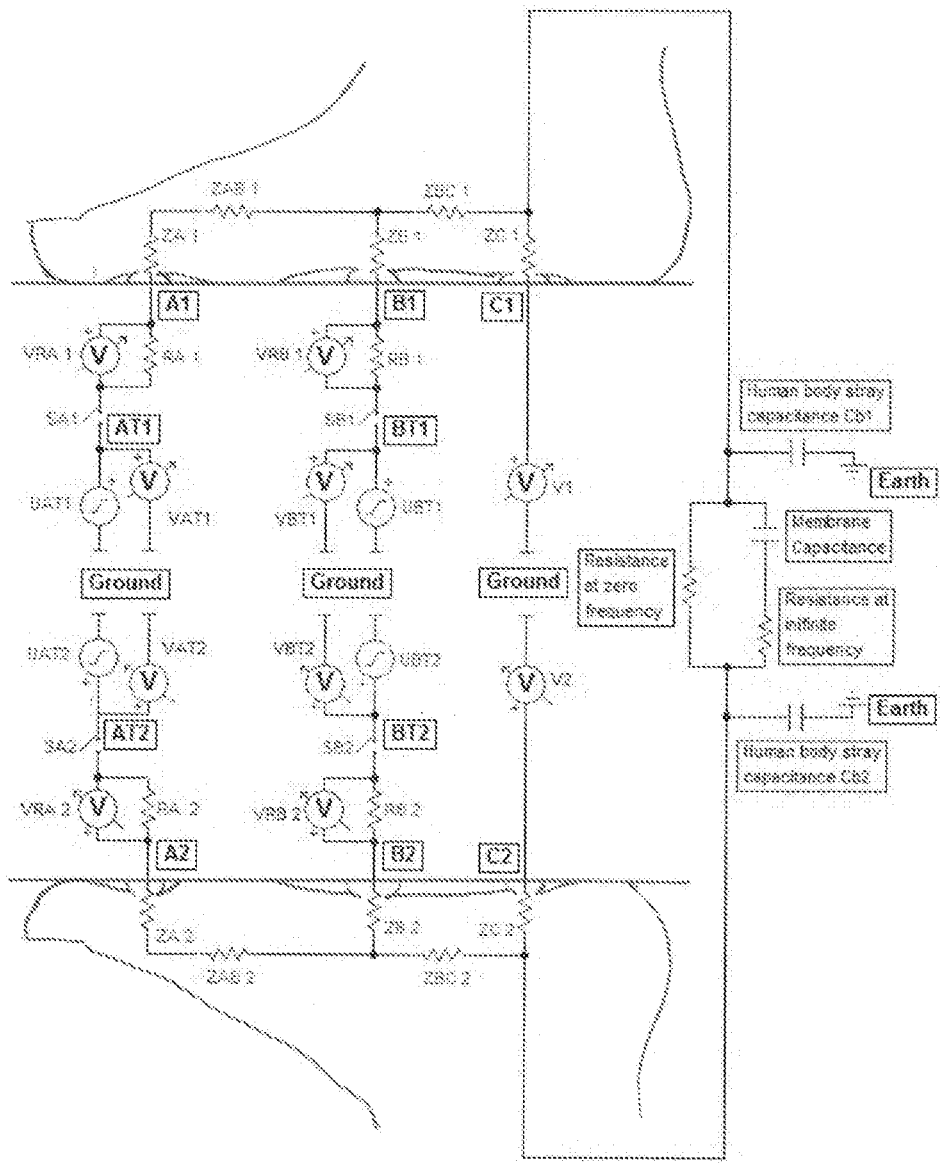 ZAB 1
ZBC 1
ZA 1
ZB 1
ZC 1
A1
B1
C1
VRA 1
V
RA 1
VRB 1
V
RB 1
SA1
AT1
SB1
BT1
UAT1
V
VAT1
V
VBT1
UBT1
V
V1
Ground
Ground
Ground
UAT2
VAT2
V
VBT2
V
UBT2
V
V2
SA2
AT2
SB2
BT2
VRA 2
V
RA 2
VRB 2
V
RB 2
A2
B2
C2
ZA 2
ZB 2
ZC 2
ZAB 2
ZBC 2
Human body stray
capacitance Cb1
Earth
Membrane
Capacitance
Resistance
at zero
frequency
Resistance at
infinite
frequency
Earth
Human body stray
capacitance Cb2